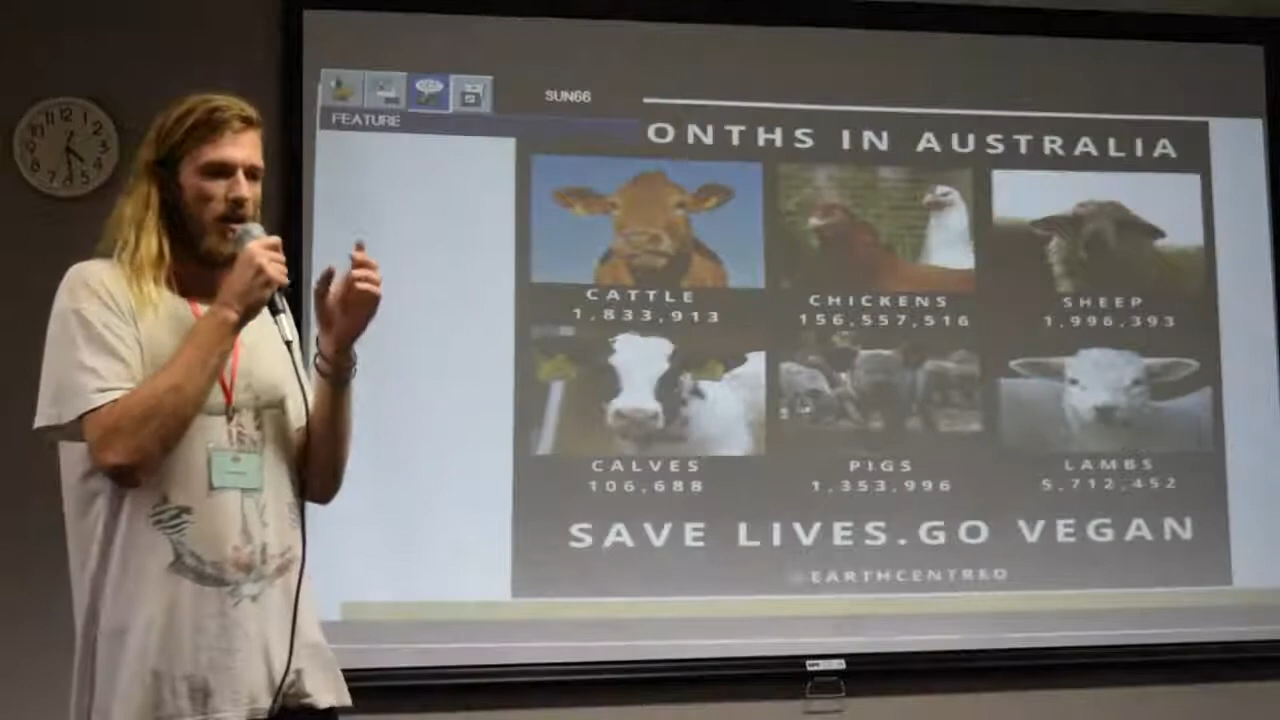 SUN66
FEATURE
ONTHS IN AUSTRALIA
CATTLE
1,833,913
CHICKENS
156,557,516
SHEEP
1,996,393
CALVES
106,688
PIGS
1,353,996
LAMBS
5,712,452
SAVE LIVES.GO VEGAN
@EARTHCENTRED